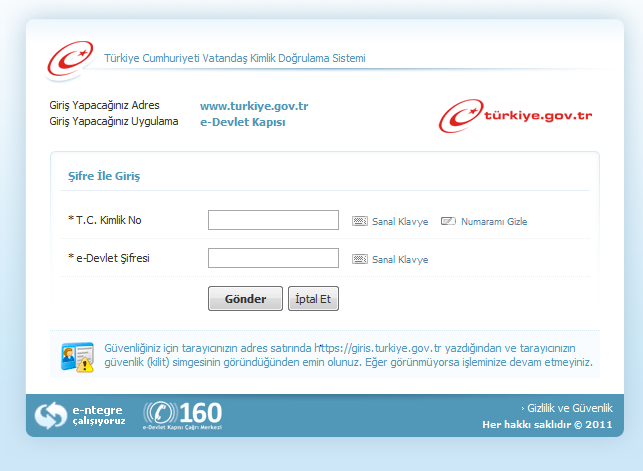 Türkiye Cumhuriyeti Vatandaş Kimlik Doğrulama Sistemi
Giriş Yapacağınız Adres www.turkiye.gov.tr
Giriş Yapacağınız Uygulama e-Devlet Kapısı
türkiye.gov.tr
Şifre İle Giriş
* T.C. Kimlik No Sanal Klavye Numaramı Gizle
* e-Devlet Şifresi Sanal Klavye
Gönder İptal Et
Güvenliğiniz için tarayıcınızın adres satırında https://giris.turkiye.gov.tr yazdığından ve tarayıcınızın
güvenlik (kilit) simgesinin göründüğünden emin olunuz. Eğer görünmüyorsa işleminize devam etmeyiniz.
e-ntegre
çalışıyoruz
160
e-Devlet Kapısı Çağrı Merkezi
› Gizlilik ve Güvenlik
Her hakkı saklıdır © 2011